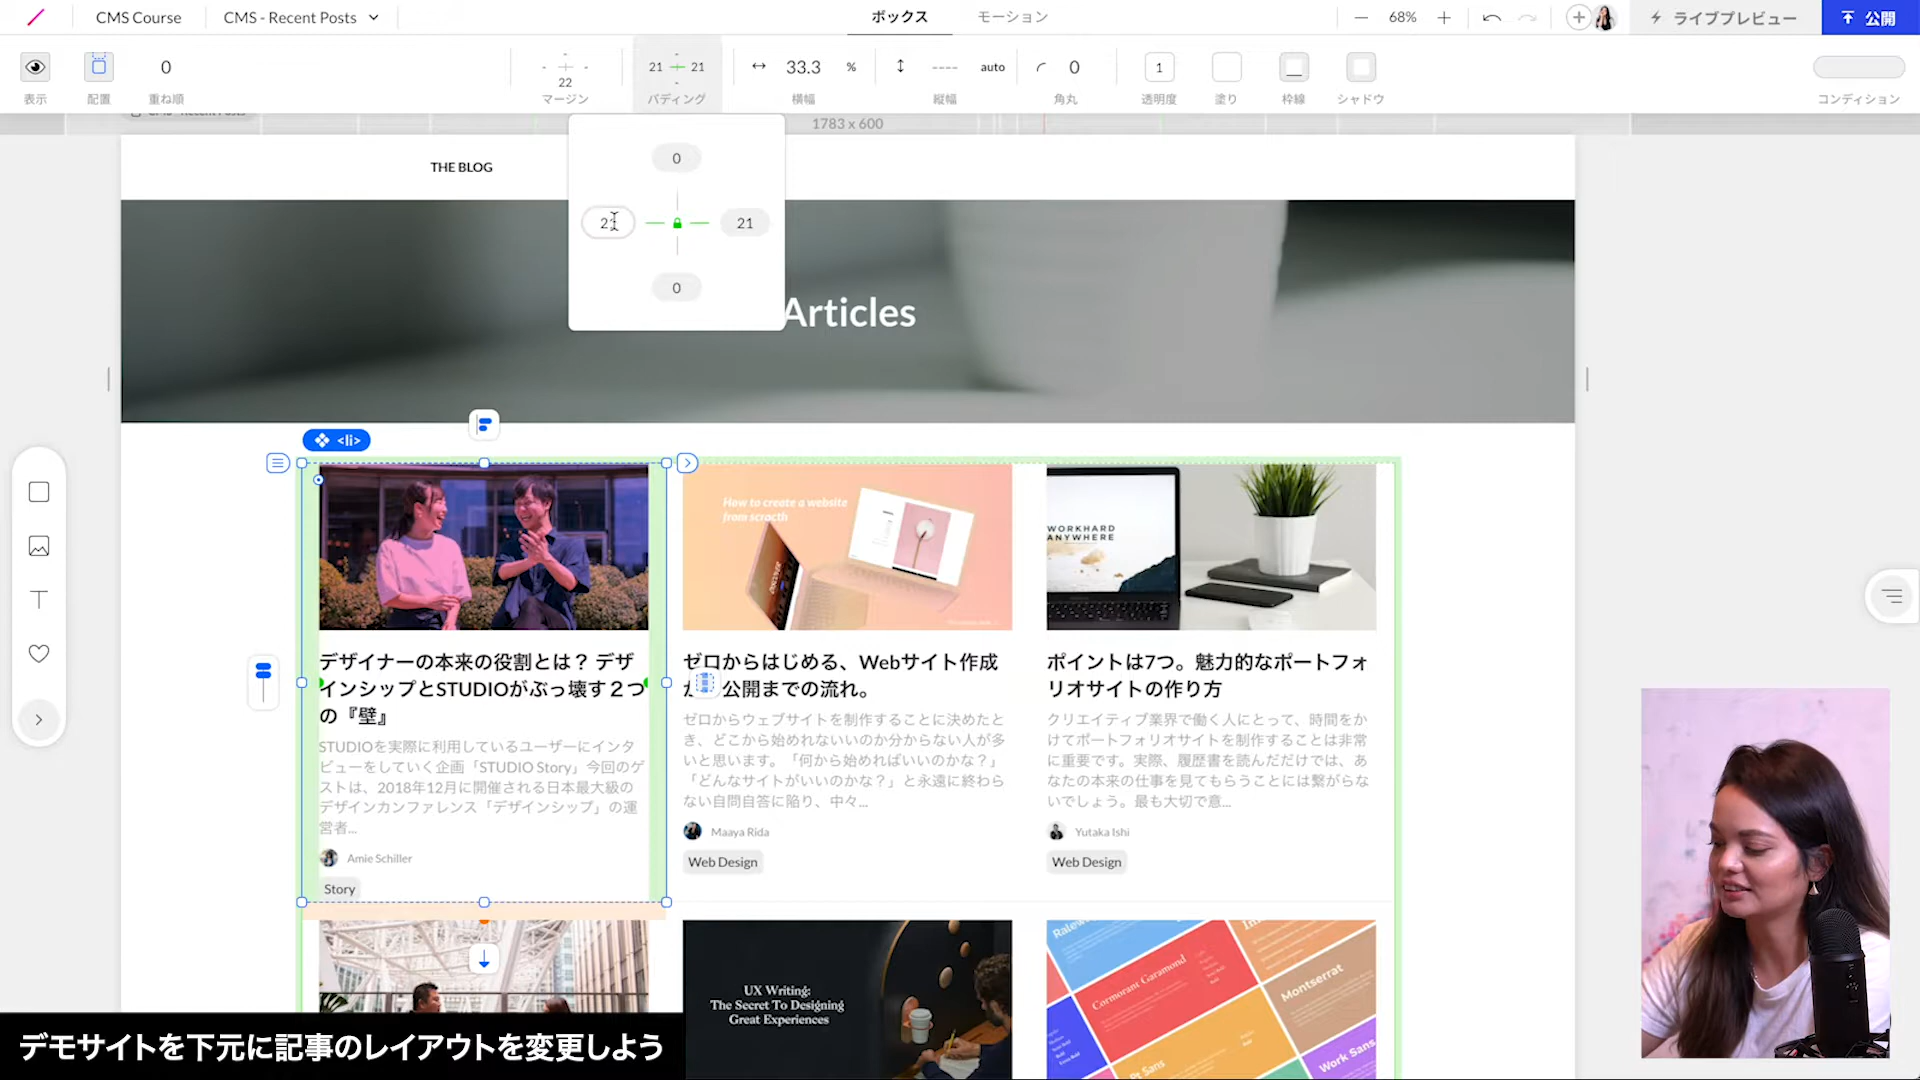 CMS Course
CMS - Recent Posts
ボックス
モーション
68%
ライブプレビュー
公開
表示
配置
0
重ね順
-
- -
22
マージン
-
21 21
-
パディング
33.3 %
横幅
---- auto
縦幅
0
角丸
1
透明度
塗り
枠線
シャドウ
コンディション
CMS - Recent Posts
1783 x 600
0
21
21
0
THE BLOG
Articles
<li>
How to create a website
from scracth
WORKHARD
ANYWHERE
デザイナーの本来の役割とは？ デザ
インシップとSTUDIOがぶっ壊す２つ
の『壁』
STUDIOを実際に利用しているユーザーにインタ
ビューをしていく企画「STUDIO Story」今回のゲ
ストは、2018年12月に開催される日本最大級の
デザインカンファレンス「デザインシップ」の運
営者...
Amie Schiller
Story
ゼロからはじめる、Webサイト作成
か 公開までの流れ。
ゼロからウェブサイトを制作することに決めたと
き、どこから始めれないいのか分からない人が多
いと思います。「何から始めればいいのかな？」
「どんなサイトがいいのかな？」と永遠に終わら
ない自問自答に陥り、中々...
Maaya Rida
Web Design
ポイントは7つ。魅力的なポートフォ
リオサイトの作り方
クリエイティブ業界で働く人にとって、時間をか
けてポートフォリオサイトを制作することは非常
に重要です。実際、履歴書を読んだだけでは、あ
なたの本来の仕事を見てもらうことには繋がらな
いでしょう。最も大切で意...
Yutaka Ishi
Web Design
UX Writing:
The Secret To Designing
Great Experiences
Cormorant Garamond
Montserrat
PT Sans
Work Sans
デモサイトを下元に記事のレイアウトを変更しよう